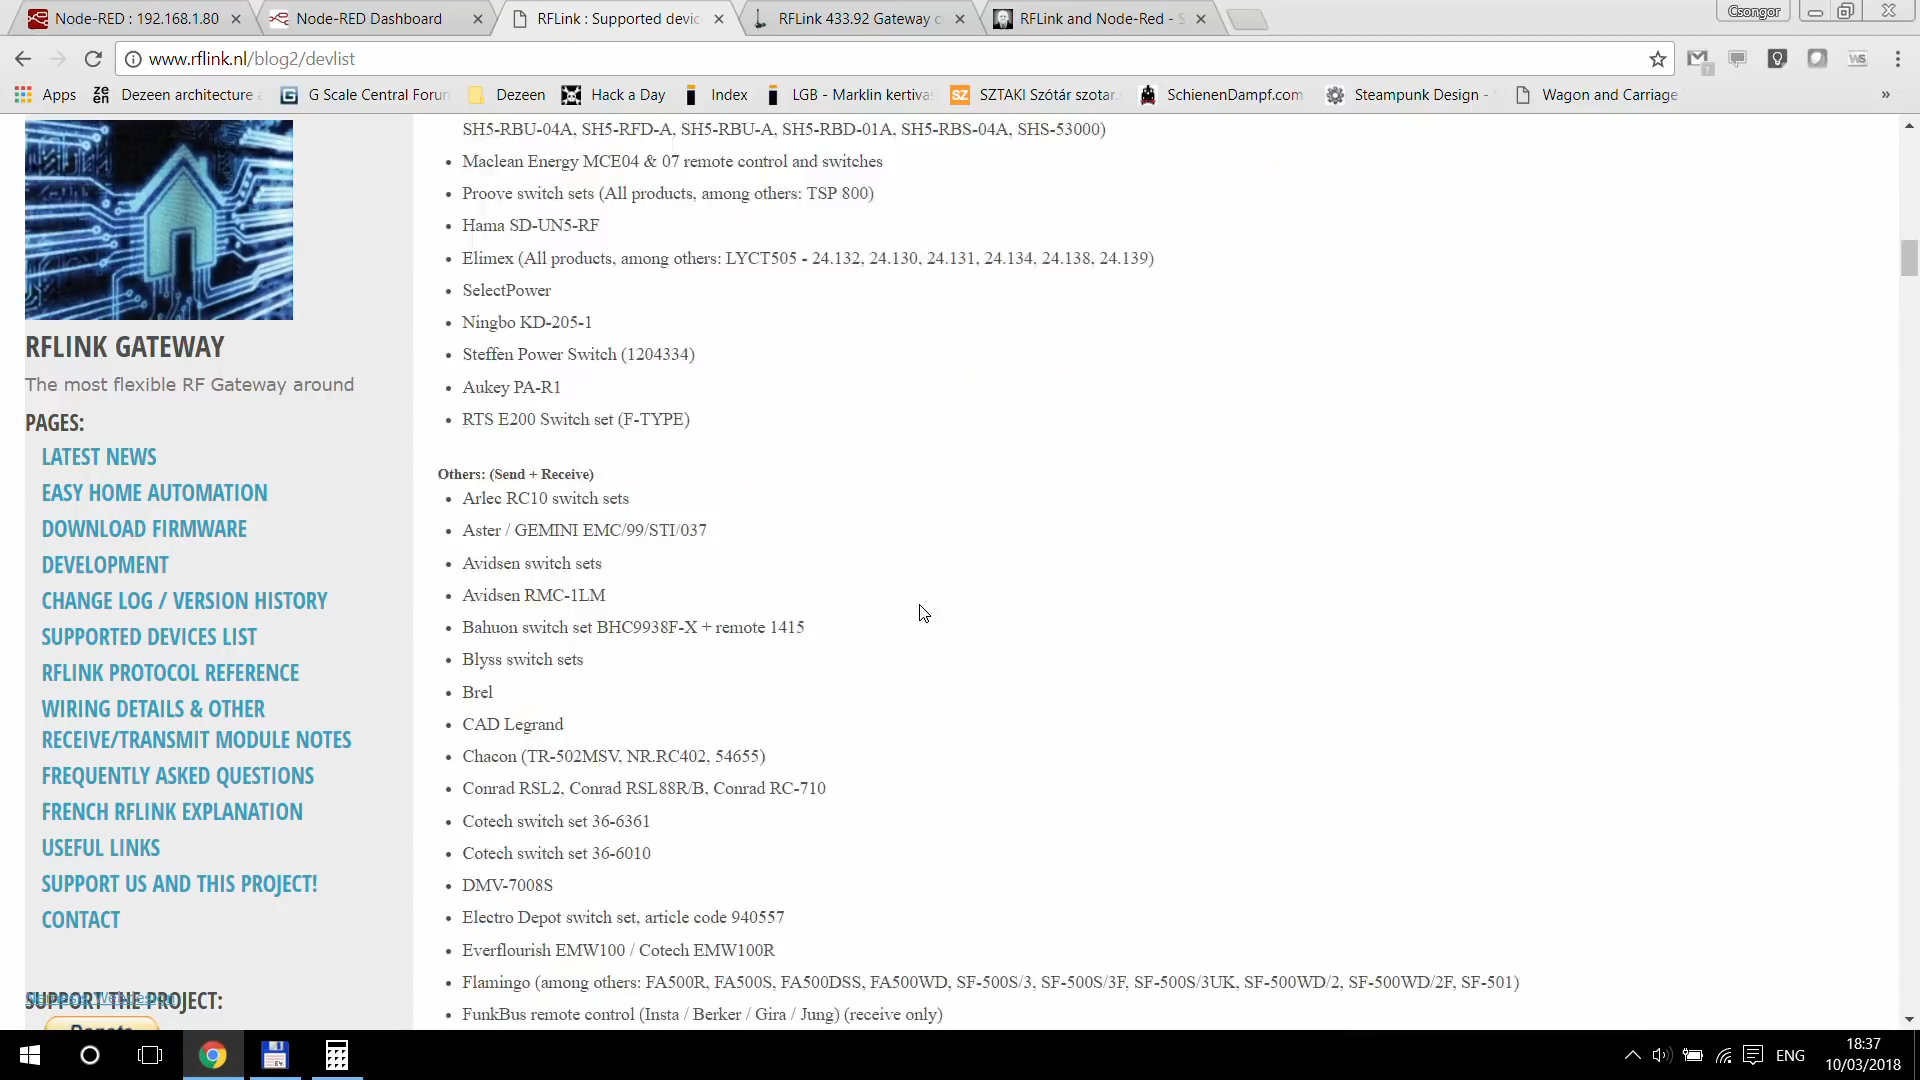 Node-RED : 192.168.1.80
Node-RED Dashboard
RFLink : Supported devic
RFLink 433.92 Gateway c
RFLink and Node-Red - S
Csongor
www.rflink.nl/blog2/devlist
Apps
Dezeen architecture
G Scale Central Forun
Dezeen
Hack a Day
Index
LGB - Marklin kertiva
SZTAKI Szótár szotar.
SchienenDampf.com
Steampunk Design -
Wagon and Carriage
»
RFLINK GATEWAY
The most flexible RF Gateway around
PAGES:
LATEST NEWS
EASY HOME AUTOMATION
DOWNLOAD FIRMWARE
DEVELOPMENT
CHANGE LOG / VERSION HISTORY
SUPPORTED DEVICES LIST
RFLINK PROTOCOL REFERENCE
WIRING DETAILS & OTHER
RECEIVE/TRANSMIT MODULE NOTES
FREQUENTLY ASKED QUESTIONS
FRENCH RFLINK EXPLANATION
USEFUL LINKS
SUPPORT US AND THIS PROJECT!
CONTACT
SUPPORT THE PROJECT:
Donate
SH5-RBU-04A, SH5-RFD-A, SH5-RBU-A, SH5-RBD-01A, SH5-RBS-04A, SHS-53000)
• Maclean Energy MCE04 & 07 remote control and switches
• Proove switch sets (All products, among others: TSP 800)
• Hama SD-UN5-RF
• Elimex (All products, among others: LYCT505 - 24.132, 24.130, 24.131, 24.134, 24.138, 24.139)
• SelectPower
• Ningbo KD-205-1
• Steffen Power Switch (1204334)
• Aukey PA-R1
• RTS E200 Switch set (F-TYPE)
Others: (Send + Receive)
• Arlec RC10 switch sets
• Aster / GEMINI EMC/99/STI/037
• Avidsen switch sets
• Avidsen RMC-1LM
• Bahuon switch set BHC9938F-X + remote 1415
• Blyss switch sets
• Brel
• CAD Legrand
• Chacon (TR-502MSV, NR.RC402, 54655)
• Conrad RSL2, Conrad RSL88R/B, Conrad RC-710
• Cotech switch set 36-6361
• Cotech switch set 36-6010
• DMV-7008S
• Electro Depot switch set, article code 940557
• Everflourish EMW100 / Cotech EMW100R
• Flamingo (among others: FA500R, FA500S, FA500DSS, FA500WD, SF-500S/3, SF-500S/3F, SF-500S/3UK, SF-500WD/2, SF-500WD/2F, SF-501)
• FunkBus remote control (Insta / Berker / Gira / Jung) (receive only)
ENG
18:37
10/03/2018